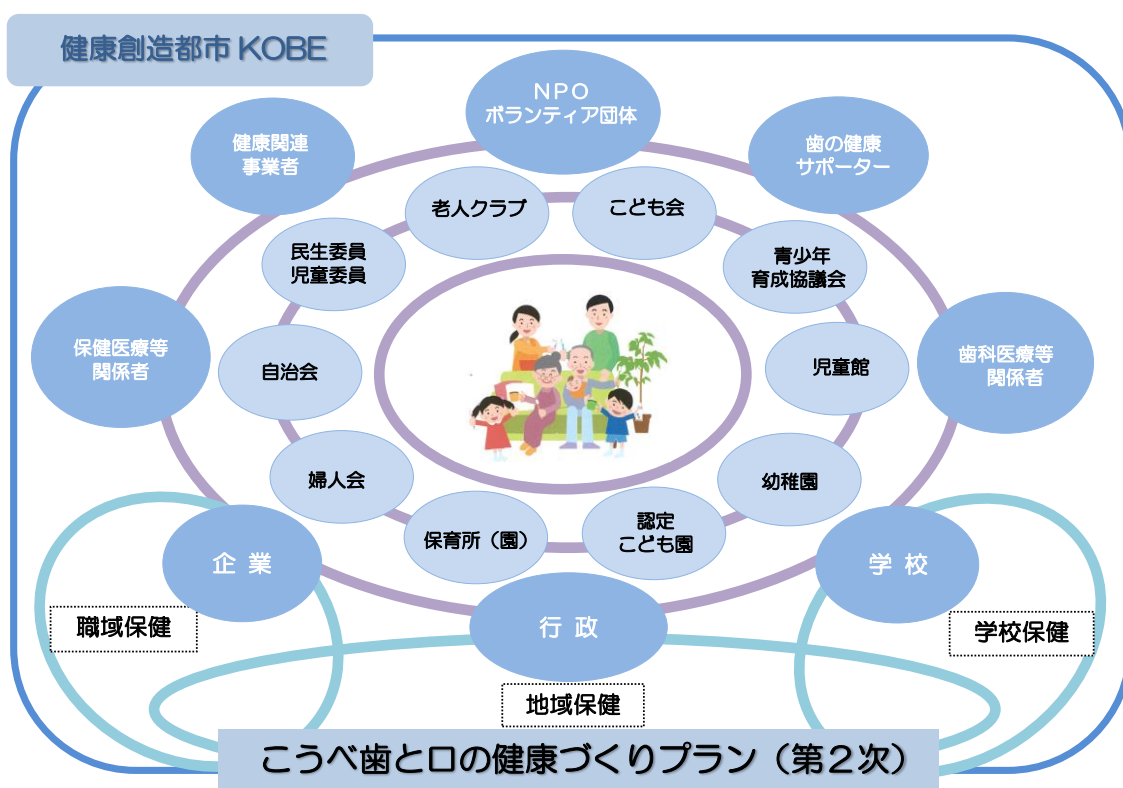 健康創造都市 KOBE
NPO
ボランティア団体
健康関連
事業者
歯の健康
サポーター
老人クラブ
こども会
民生委員
児童委員
青少年
育成協議会
保健医療等
関係者
自治会
児童館
歯科医療等
関係者
婦人会
幼稚園
保育所（園）
認定
こども園
企 業
学 校
行 政
職域保健
学校保健
地域保健
こうべ歯と口の健康づくりプラン（第２次）